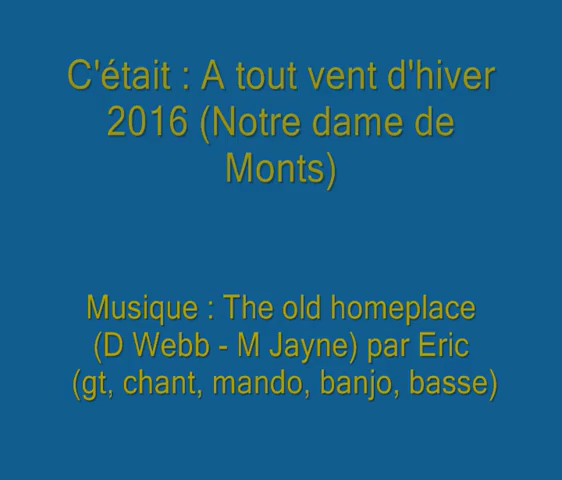 C'était : A tout vent d'hiver
2016 (Notre dame de
Monts)
Musique : The old homeplace
(D Webb - M Jayne) par Eric
(gt, chant, mando, banjo, basse)